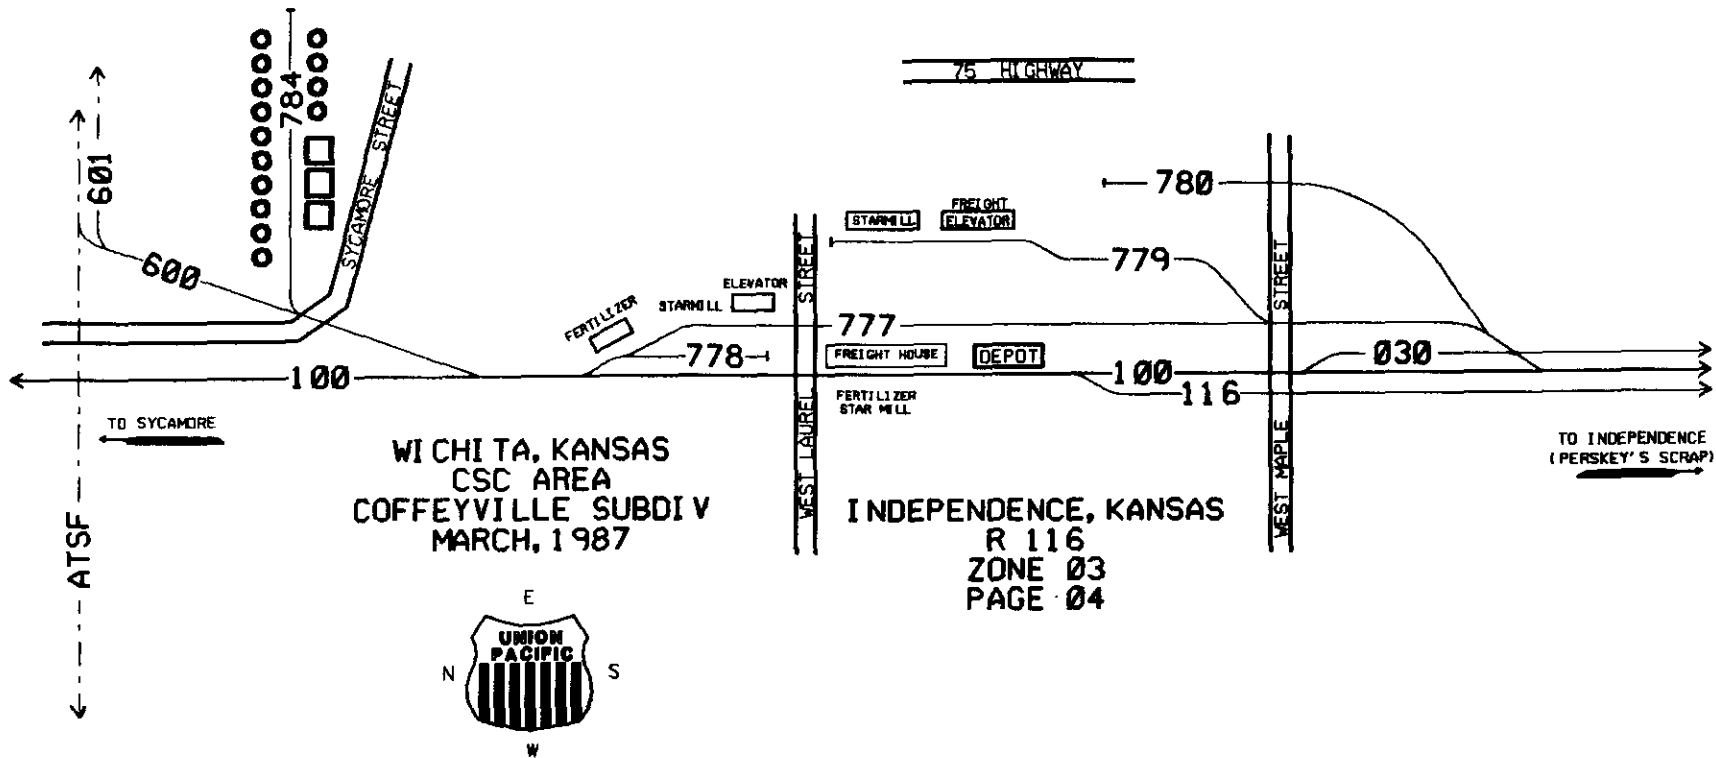 784
75 HIGHWAY
SYCAMORE STREET
601
780
STARMILL
FREIGHT
ELEVATOR
600
779
ELEVATOR
STARMILL
FERTILIZER
WEST LAUREL STREET
WEST MAPLE STREET
777
778
FREIGHT HOUSE
DEPOT
030
100
100
116
FERTILIZER
STAR MILL
TO SYCAMORE
TO INDEPENDENCE
(PERSKEY'S SCRAP)
ATSF
WICHITA, KANSAS
CSC AREA
COFFEYVILLE SUBDIV
MARCH, 1987
INDEPENDENCE, KANSAS
R 116
ZONE 03
PAGE 04
E
UNION
PACIFIC
N
S
W